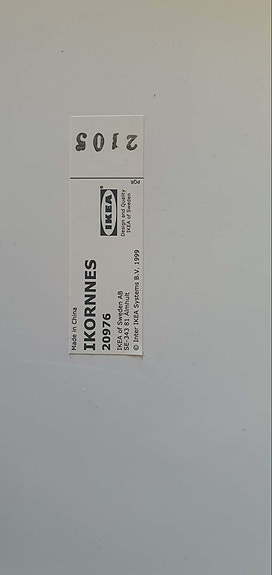 Made in China
IKORNNES
20976
IKEA of Sweden AB
SE-343 81 Älmhult
© Inter IKEA Systems B.V. 1999
IKEA®
Design and Quality
IKEA of Sweden
PQR
2105